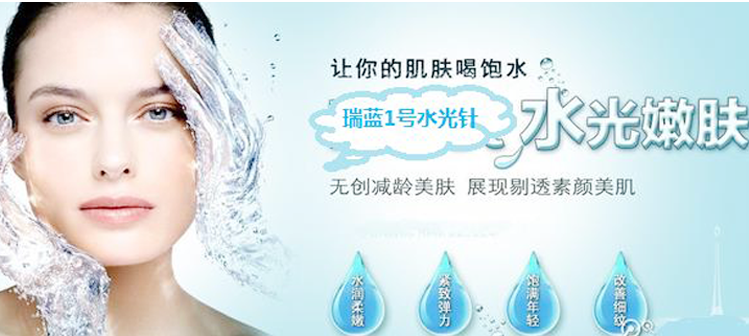 让你的肌肤喝饱水
瑞蓝1号水光针
水光嫩肤
无创减龄美肤 展现剔透素颜美肌
水润柔嫩
紧致弹力
饱满年轻
改善细纹